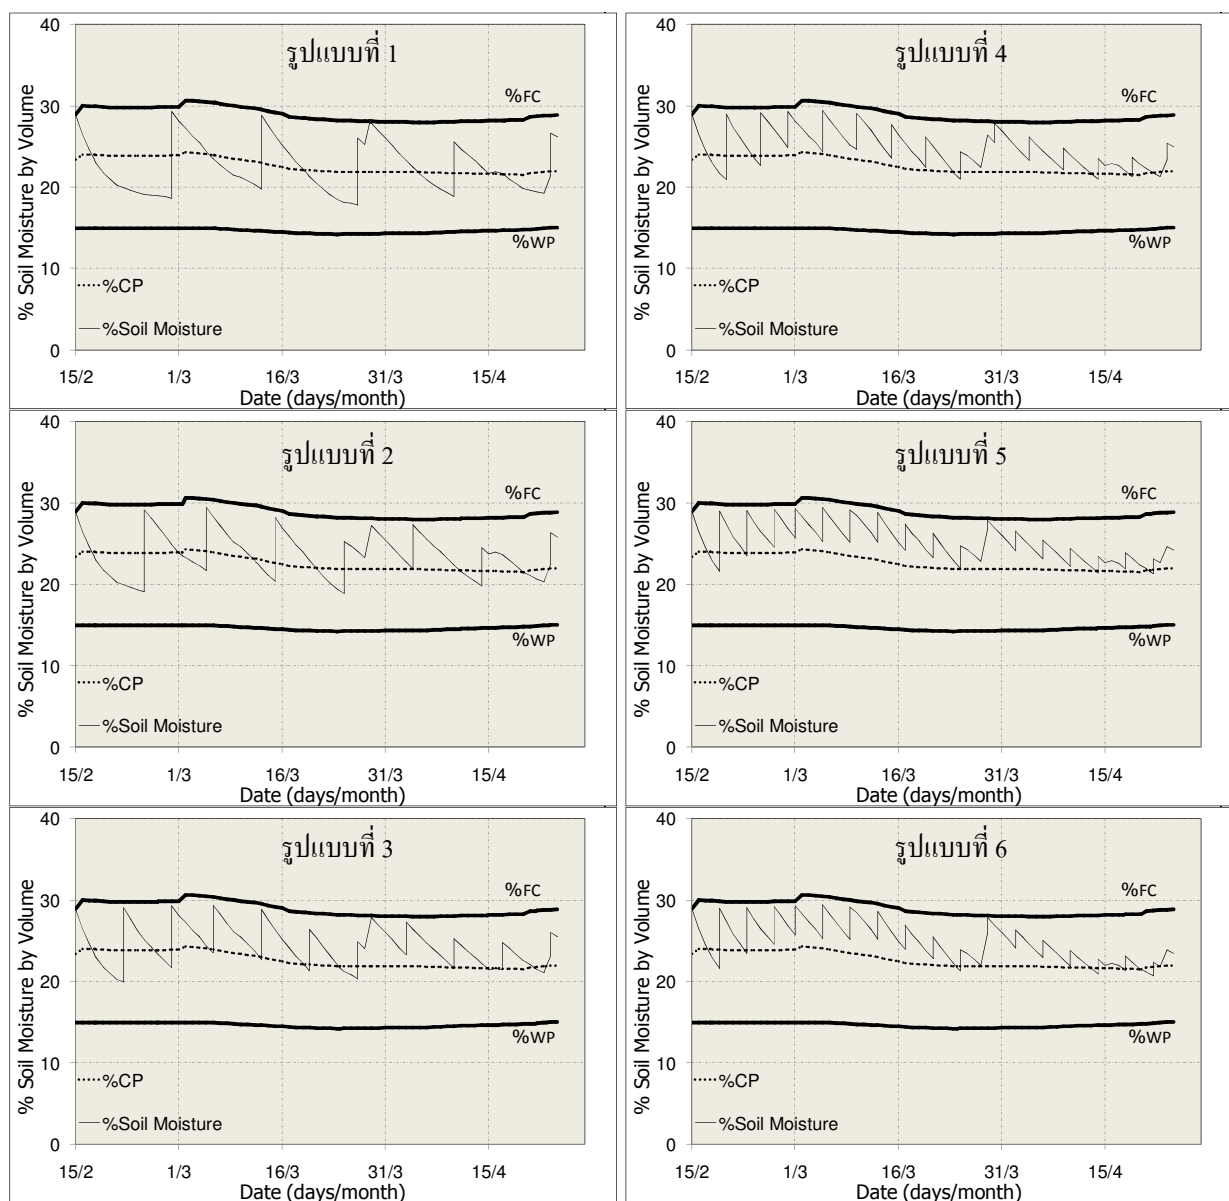 40
30
20
10
0
% Soil Moisture by Volume
รูปแบบที่ 1
%FC
%WP
%CP
%Soil Moisture
15/2 1/3 16/3 31/3 15/4
Date (days/month)
40
30
20
10
0
% Soil Moisture by Volume
รูปแบบที่ 4
%FC
%WP
%CP
%Soil Moisture
15/2 1/3 16/3 31/3 15/4
Date (days/month)
40
30
20
10
0
% Soil Moisture by Volume
รูปแบบที่ 2
%FC
%WP
%CP
%Soil Moisture
15/2 1/3 16/3 31/3 15/4
Date (days/month)
40
30
20
10
0
% Soil Moisture by Volume
รูปแบบที่ 5
%FC
%WP
%CP
%Soil Moisture
15/2 1/3 16/3 31/3 15/4
Date (days/month)
40
30
20
10
0
% Soil Moisture by Volume
รูปแบบที่ 3
%FC
%WP
%CP
%Soil Moisture
15/2 1/3 16/3 31/3 15/4
Date (days/month)
40
30
20
10
0
% Soil Moisture by Volume
รูปแบบที่ 6
%FC
%WP
%CP
%Soil Moisture
15/2 1/3 16/3 31/3 15/4
Date (days/month)